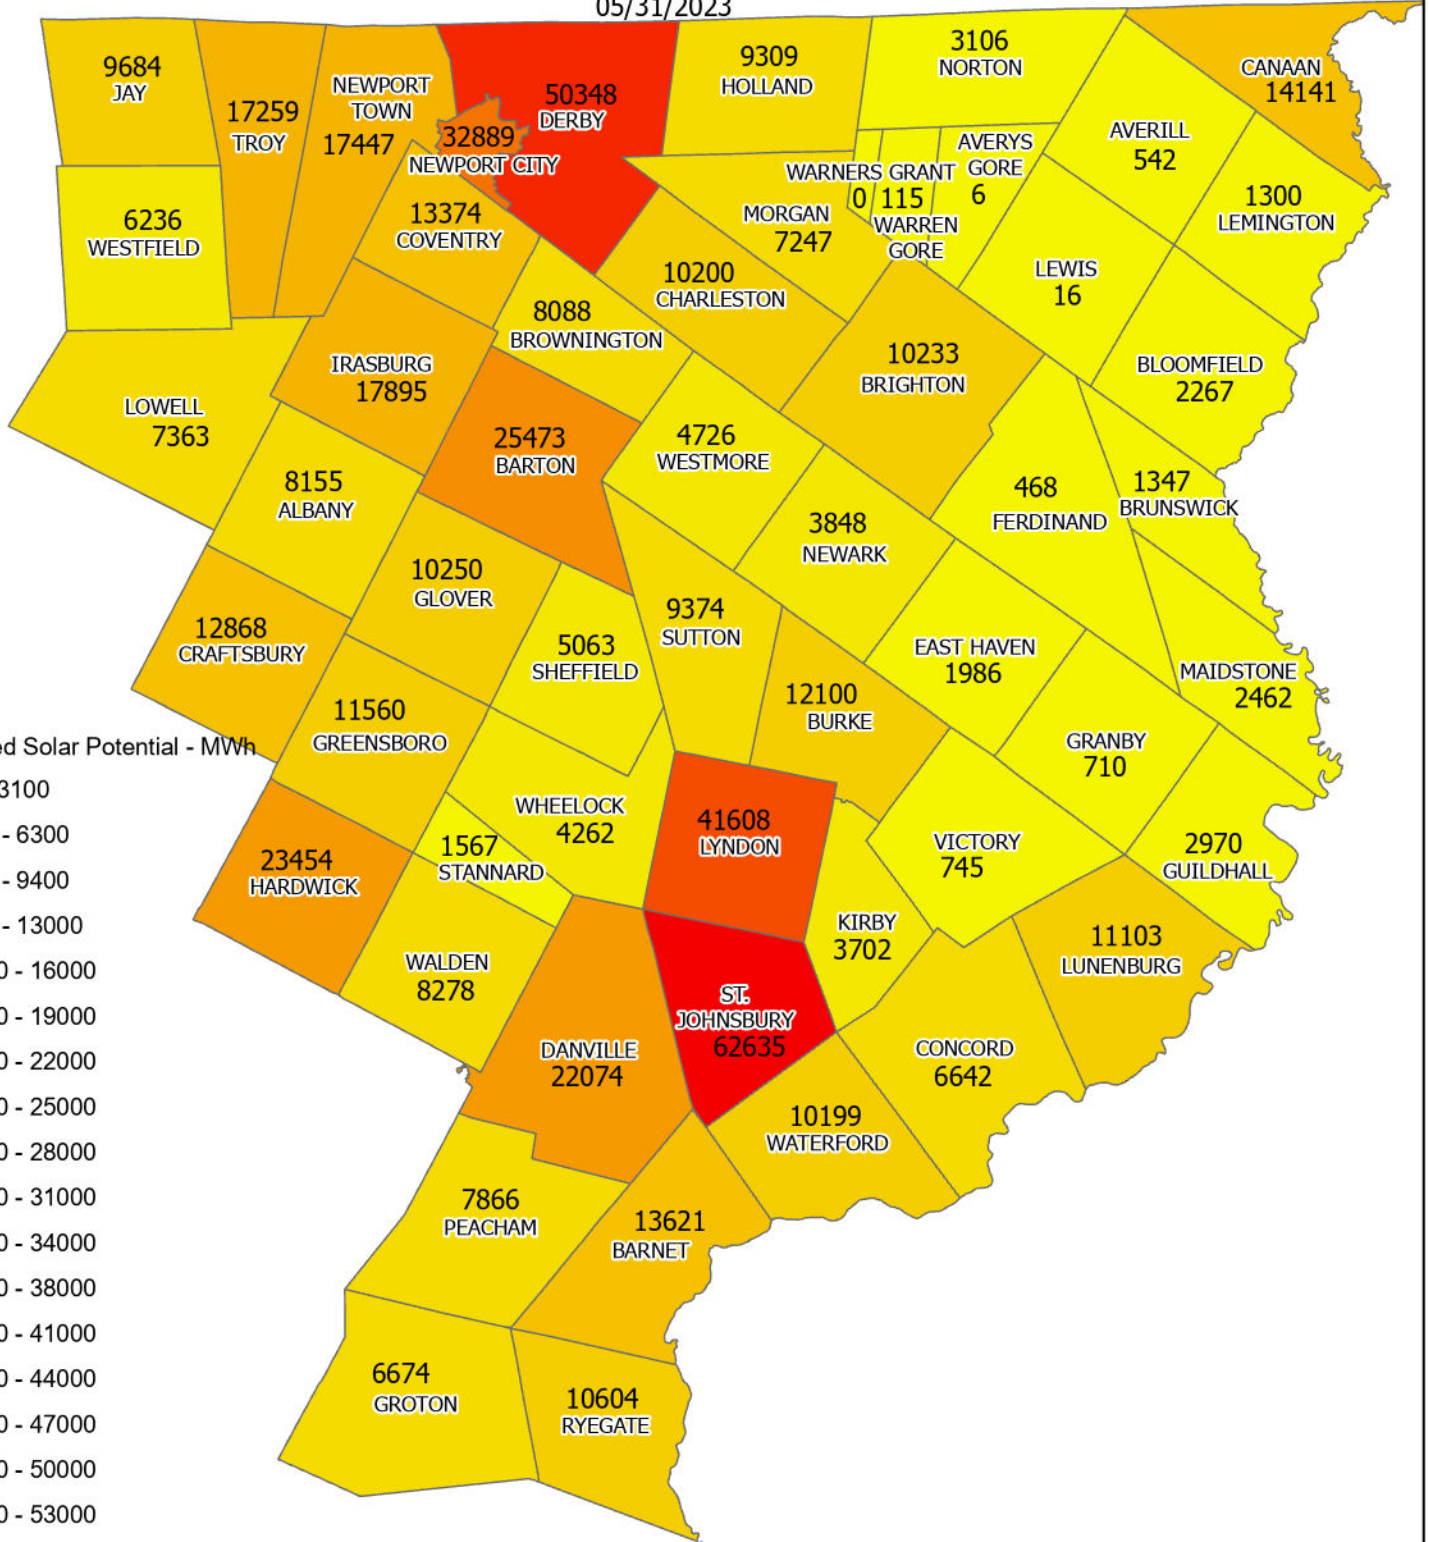 05/31/2023
9684
JAY
17259
TROY
NEWPORT
TOWN
17447
50348
DERBY
32889
NEWPORT CITY
9309
HOLLAND
3106
NORTON
CANAAN
14141
AVERILL
542
AVERYS
GORE
6
WARNERS GRANT
0
115
WARREN
GORE
1300
LEMINGTON
6236
WESTFIELD
13374
COVENTRY
MORGAN
7247
10200
CHARLESTON
LEWIS
16
8088
BROWNINGTON
IRASBURG
17895
10233
BRIGHTON
BLOOMFIELD
2267
LOWELL
7363
25473
BARTON
4726
WESTMORE
8155
ALBANY
468
FERDINAND
1347
BRUNSWICK
3848
NEWARK
10250
GLOVER
9374
SUTTON
12868
CRAFTSBURY
5063
SHEFFIELD
EAST HAVEN
1986
MAIDSTONE
2462
12100
BURKE
11560
GREENSBORO
GRANBY
710
WHEELOCK
4262
41608
LYNDON
1567
STANNARD
VICTORY
745
2970
GUILDHALL
23454
HARDWICK
KIRBY
3702
11103
LUNENBURG
WALDEN
8278
ST.
JOHNSBURY
62635
DANVILLE
22074
CONCORD
6642
10199
WATERFORD
7866
PEACHAM
13621
BARNET
6674
GROTON
10604
RYEGATE
ed Solar Potential - MWh
3100
- 6300
- 9400
- 13000
0 - 16000
0 - 19000
0 - 22000
0 - 25000
0 - 28000
0 - 31000
0 - 34000
0 - 38000
0 - 41000
0 - 44000
0 - 47000
0 - 50000
0 - 53000